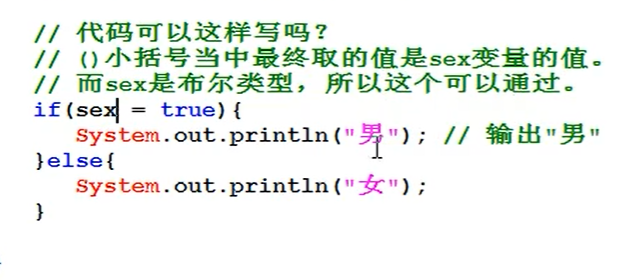 // 代码可以这样写吗?
// ()小括号当中最终取的值是sex变量的值。
// 而sex是布尔类型，所以这个可以通过。
if(sex = true){
System.out.println("男"); // 输出"男"
}else{
System.out.println("女");
}